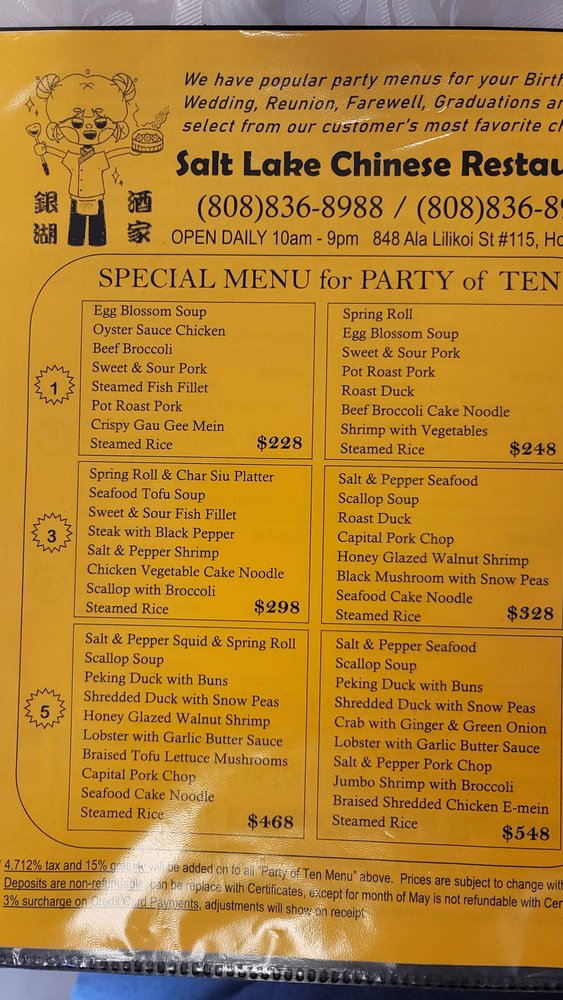 We have popular party menus for your Birth
Wedding, Reunion, Farewell, Graduations an
select from our customer's most favorite ch
Salt Lake Chinese Restau
銀湖
酒家
(808)836-8988 / (808)836-89
OPEN DAILY 10am - 9pm 848 Ala Lilikoi St #115, Ho
SPECIAL MENU for PARTY of TEN
1
Egg Blossom Soup
Oyster Sauce Chicken
Beef Broccoli
Sweet & Sour Pork
Steamed Fish Fillet
Pot Roast Pork
Crispy Gau Gee Mein
Steamed Rice $228
Spring Roll
Egg Blossom Soup
Sweet & Sour Pork
Pot Roast Pork
Roast Duck
Beef Broccoli Cake Noodle
Shrimp with Vegetables
Steamed Rice $248
3
Spring Roll & Char Siu Platter
Seafood Tofu Soup
Sweet & Sour Fish Fillet
Steak with Black Pepper
Salt & Pepper Shrimp
Chicken Vegetable Cake Noodle
Scallop with Broccoli
Steamed Rice $298
Salt & Pepper Seafood
Scallop Soup
Roast Duck
Capital Pork Chop
Honey Glazed Walnut Shrimp
Black Mushroom with Snow Peas
Seafood Cake Noodle
Steamed Rice $328
5
Salt & Pepper Squid & Spring Roll
Scallop Soup
Peking Duck with Buns
Shredded Duck with Snow Peas
Honey Glazed Walnut Shrimp
Lobster with Garlic Butter Sauce
Braised Tofu Lettuce Mushrooms
Capital Pork Chop
Seafood Cake Noodle
Steamed Rice $468
Salt & Pepper Seafood
Scallop Soup
Peking Duck with Buns
Shredded Duck with Snow Peas
Crab with Ginger & Green Onion
Lobster with Garlic Butter Sauce
Salt & Pepper Pork Chop
Jumbo Shrimp with Broccoli
Braised Shredded Chicken E-mein
Steamed Rice $548
4.712% tax and 15% will be added on to all "Party of Ten Menu" above. Prices are subject to change with
Deposits are non-refundable, can be replace with Certificates, except for month of May is not refundable with Cer
3% surcharge on Credit Card Payments, adjustments will show on receipt